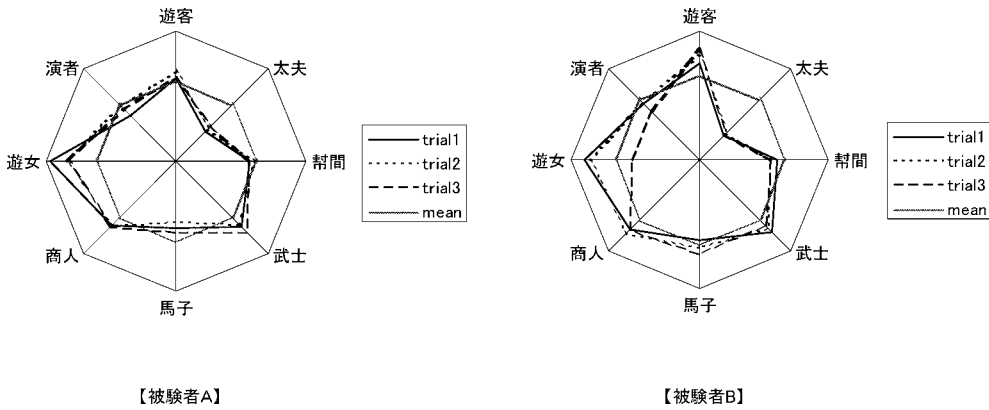 遊客
太夫
幇間
武士
馬子
商人
遊女
演者
trial1
trial2
trial3
mean
【被験者A】
遊客
太夫
幇間
武士
馬子
商人
遊女
演者
trial1
trial2
trial3
mean
【被験者B】